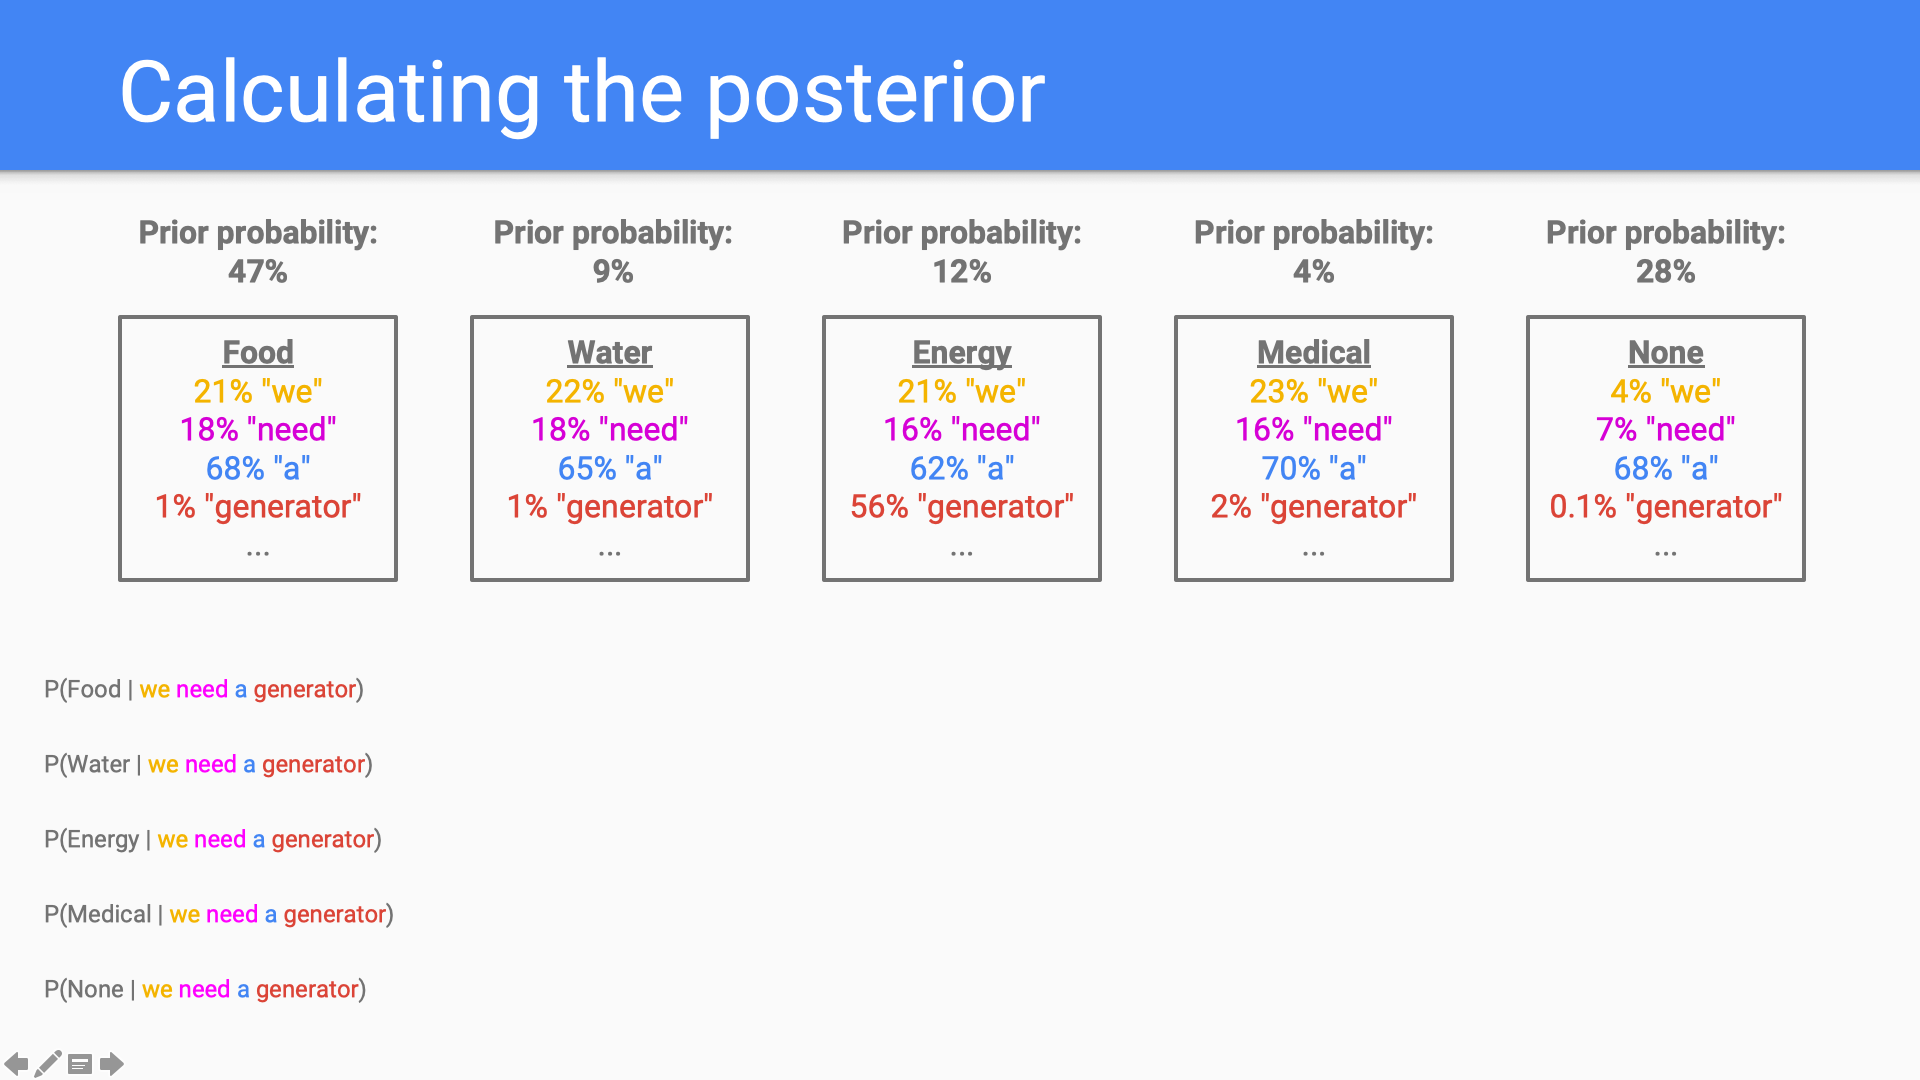 Calculating the posterior
Prior probability:
47%
Prior probability:
9%
Prior probability:
12%
Prior probability:
4%
Prior probability:
28%
Food
21% "we"
18% "need"
68% "a"
1% "generator"
...
Water
22% "we"
18% "need"
65% "a"
1% "generator"
...
Energy
21% "we"
16% "need"
62% "a"
56% "generator"
...
Medical
23% "we"
16% "need"
70% "a"
2% "generator"
...
None
4% "we"
7% "need"
68% "a"
0.1% "generator"
...
P(Food | we need a generator)
P(Water | we need a generator)
P(Energy | we need a generator)
P(Medical | we need a generator)
P(None | we need a generator)